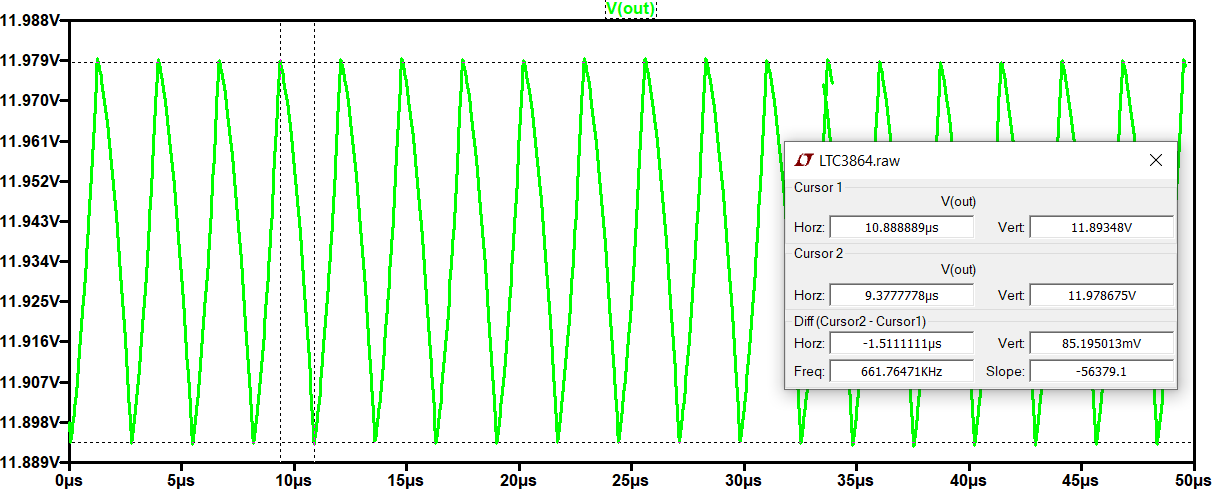 V(out)
11.988V
11.979V
11.970V
11.961V
11.952V
11.943V
11.934V
11.925V
11.916V
11.907V
11.898V
11.889V
0µs 5µs 10µs 15µs 20µs 25µs 30µs 35µs 40µs 45µs 50µs
LTC3864.raw
Cursor 1
V(out)
Horz: 10.888889µs Vert: 11.89348V
Cursor 2
V(out)
Horz: 9.3777778µs Vert: 11.978675V
Diff (Cursor2 - Cursor1)
Horz: -1.5111111µs Vert: 85.195013mV
Freq: 661.76471KHz Slope: -56379.1